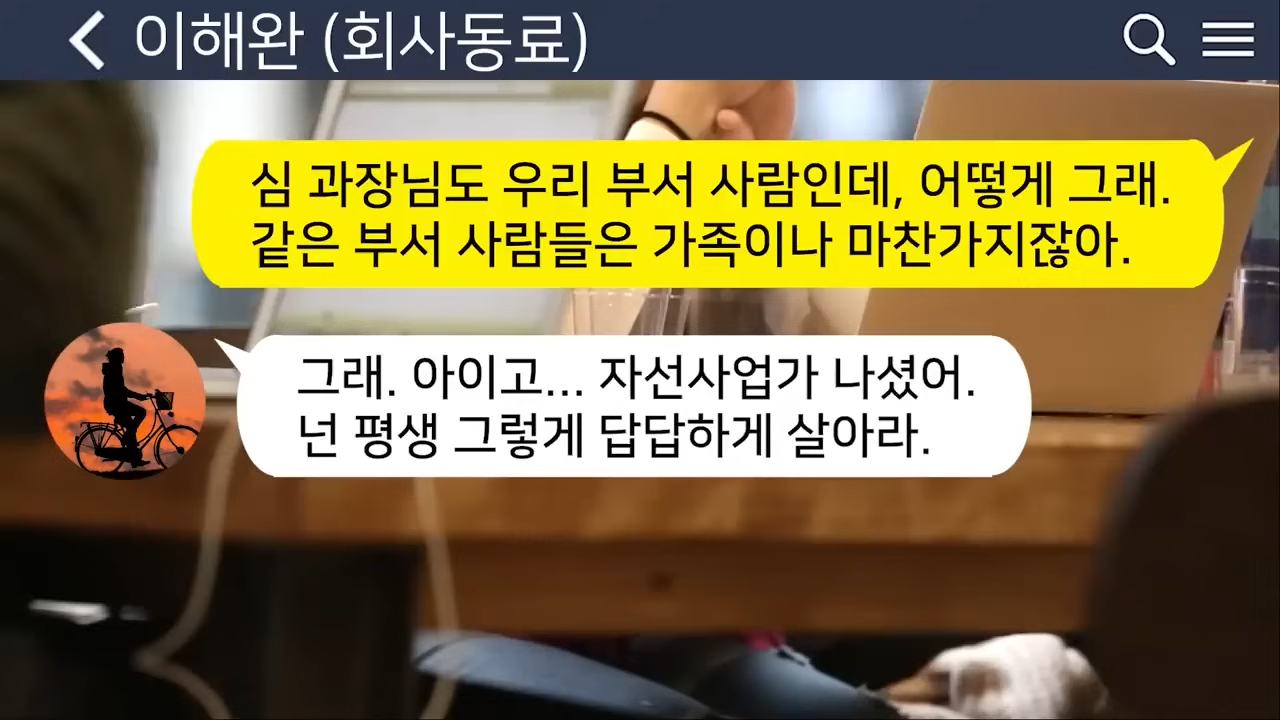 이해완 (회사동료)
심 과장님도 우리 부서 사람인데, 어떻게 그래.
같은 부서 사람들은 가족이나 마찬가지잖아.
그래. 아이고... 자선사업가 나셨어.
넌 평생 그렇게 답답하게 살아라.